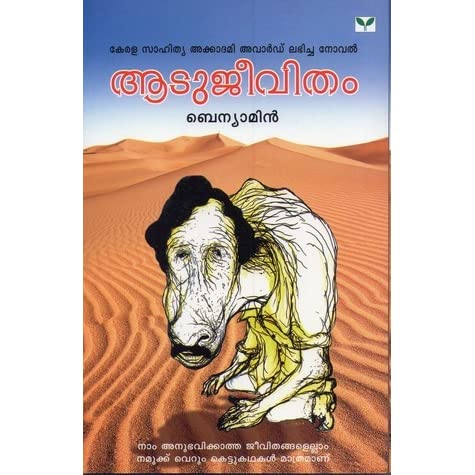 കേരള സാഹിത്യ അക്കാദമി അവാർഡ് ലഭിച്ച നോവൽ
ആടുജീവിതം
ബെന്യാമിൻ
നാം അനുഭവിക്കാത്ത ജീവിതങ്ങളെല്ലാം
നമുക്ക് വെറും കെട്ടുകഥകൾ മാത്രമാണ്